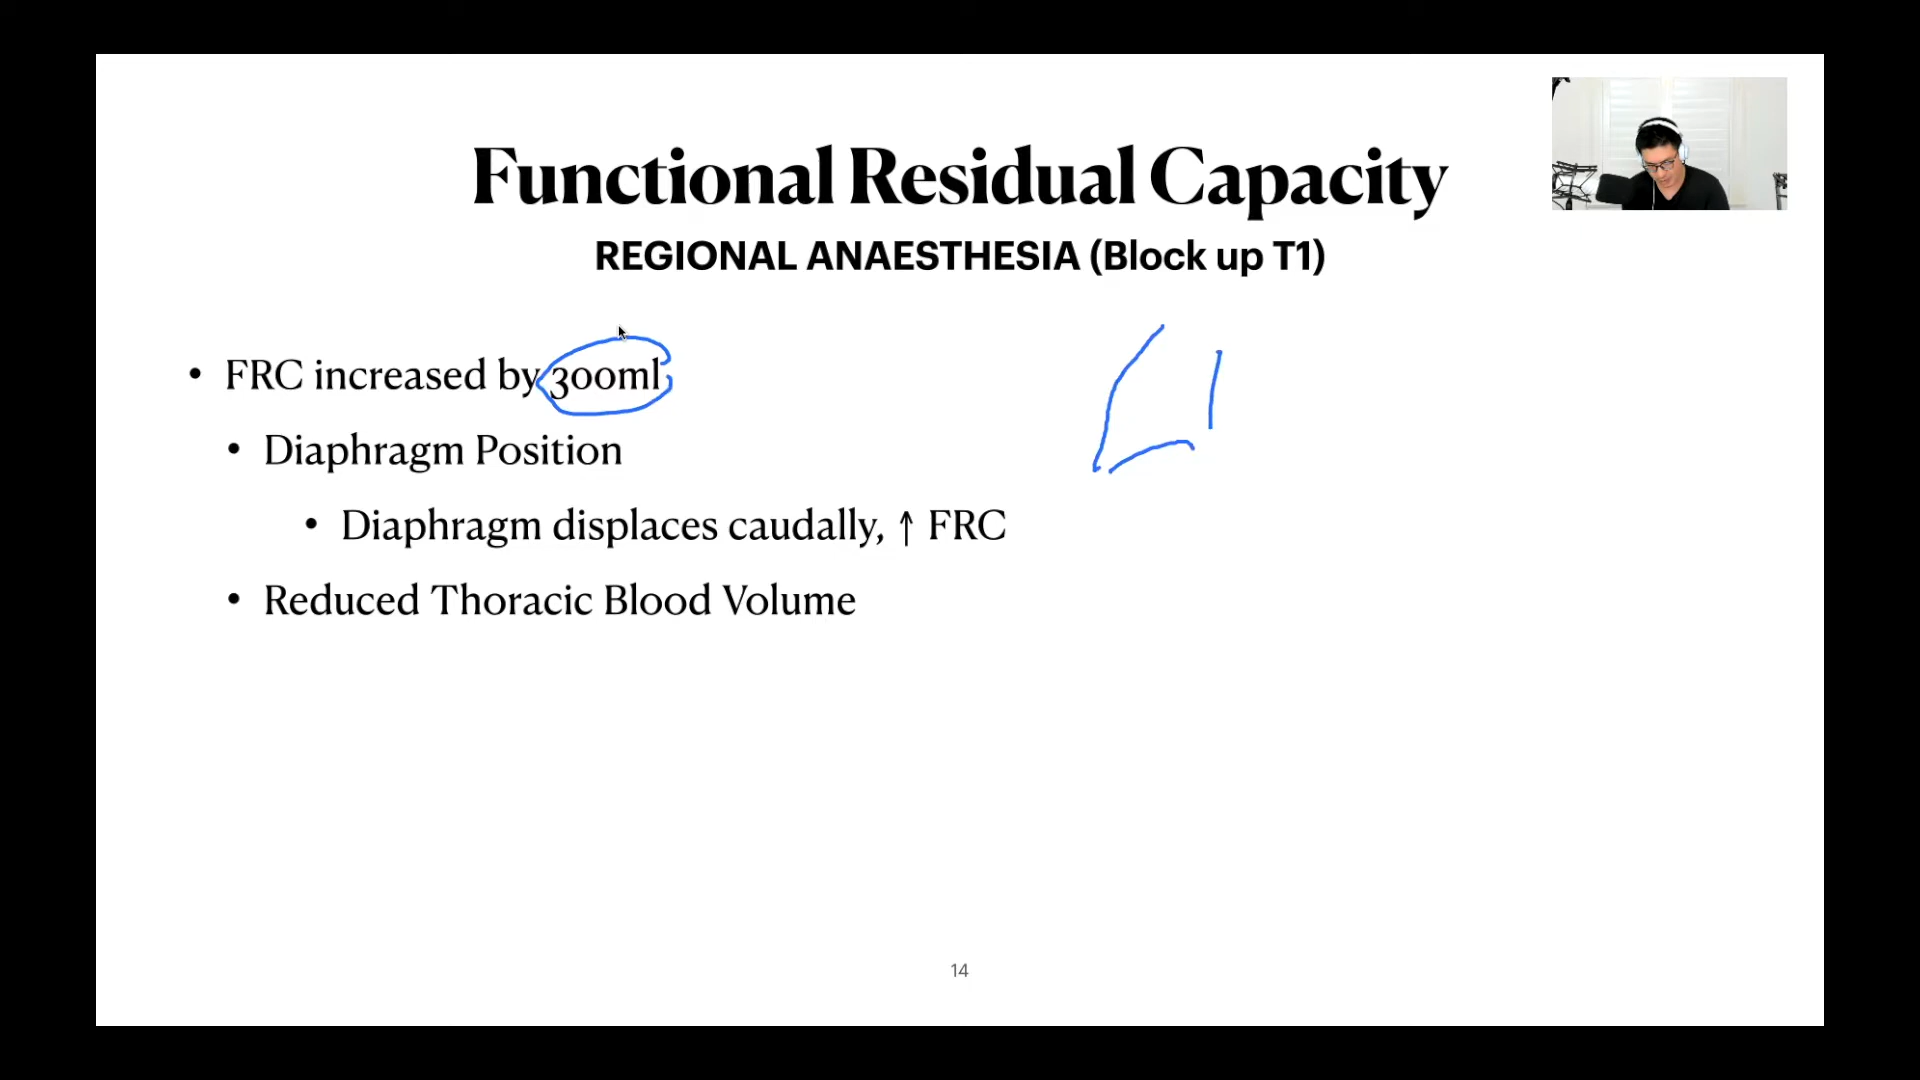 Functional Residual Capacity
REGIONAL ANAESTHESIA (Block up T1)
• FRC increased by 300ml
• Diaphragm Position
• Diaphragm displaces caudally, ↑ FRC
• Reduced Thoracic Blood Volume
14